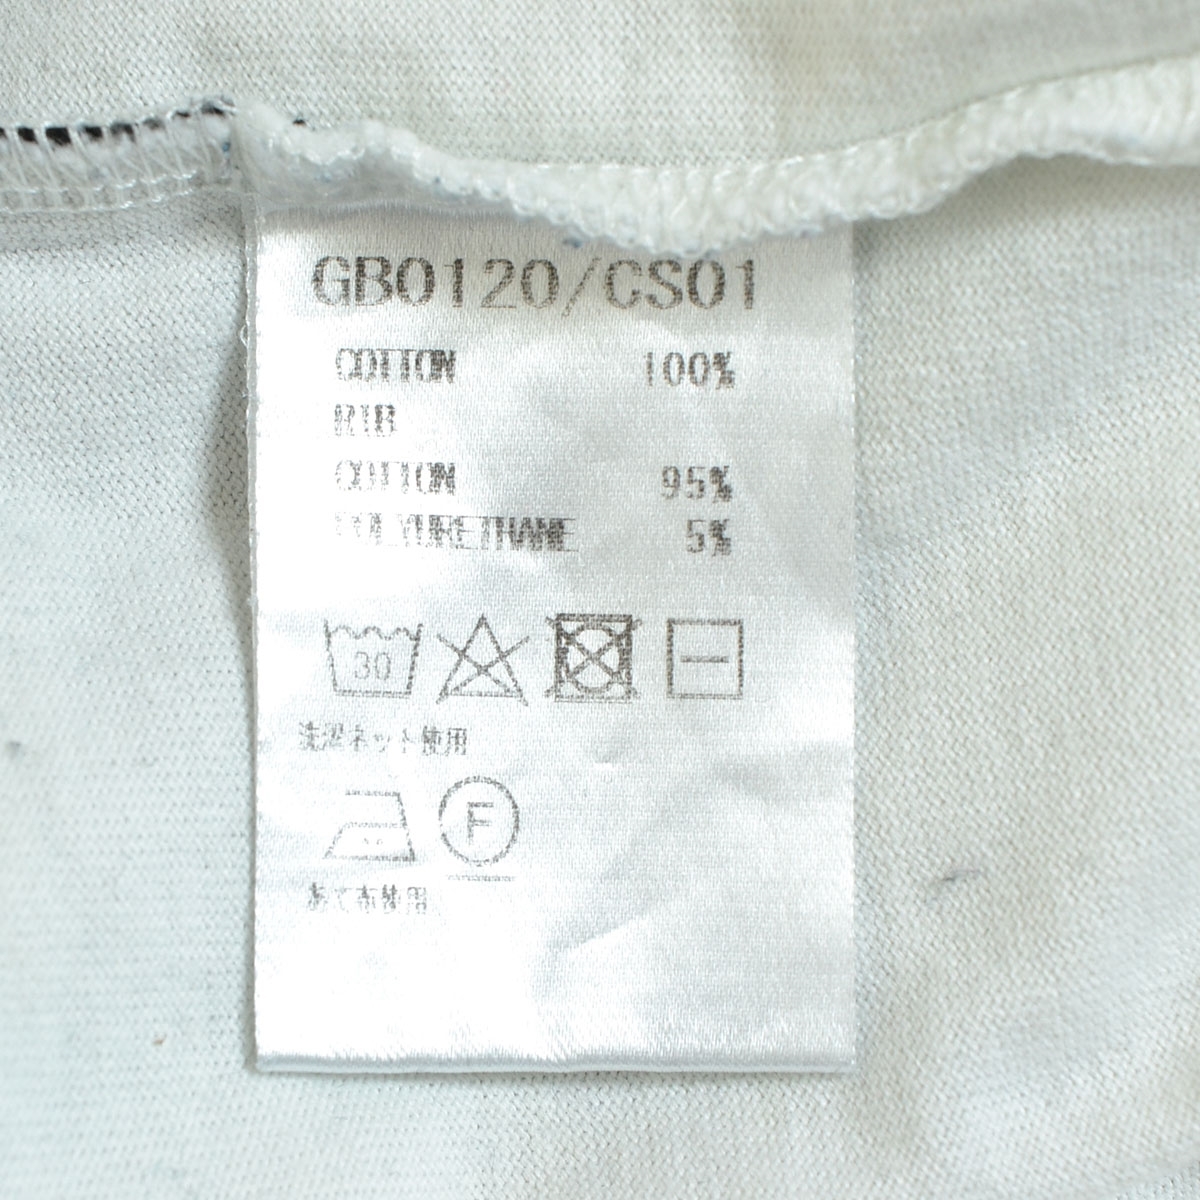 GB0120/CS01
COTTON 100%
RIB
COTTON 95%
POLYURETHANE 5%
30
洗濯ネット使用
F
あて布使用